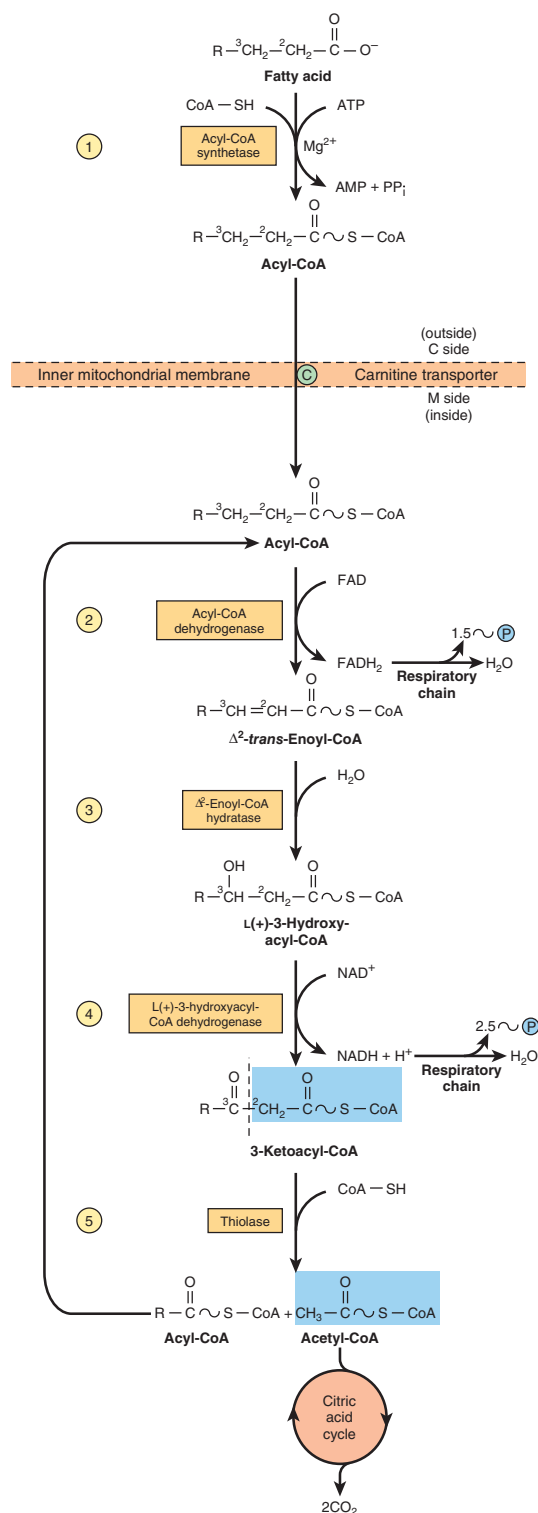 O
R—³CH₂—²CH₂—C—O⁻
Fatty acid
CoA—SH
ATP
1
Acyl-CoA
synthetase
Mg²⁺
AMP + PPᵢ
O
R—³CH₂—²CH₂—C～S—CoA
Acyl-CoA
(outside)
C side
Inner mitochondrial membrane
C
Carnitine transporter
M side
(inside)
O
R—³CH₂—²CH₂—C～S—CoA
Acyl-CoA
FAD
2
Acyl-CoA
dehydrogenase
1.5～P
FADH₂
H₂O
Respiratory
chain
O
R—³CH=²CH—C～S—CoA
Δ²-trans-Enoyl-CoA
H₂O
3
Δ²-Enoyl-CoA
hydratase
OH
O
R—³CH—²CH₂—C～S—CoA
L(+)-3-Hydroxy-
acyl-CoA
NAD⁺
4
L(+)-3-hydroxyacyl-
CoA dehydrogenase
2.5～P
NADH + H⁺
H₂O
Respiratory
chain
O
O
R—³C—²CH₂—C～S—CoA
3-Ketoacyl-CoA
CoA—SH
5
Thiolase
O
O
R—C～S—CoA + CH₃—C～S—CoA
Acyl-CoA
Acetyl-CoA
Citric
acid
cycle
2CO₂